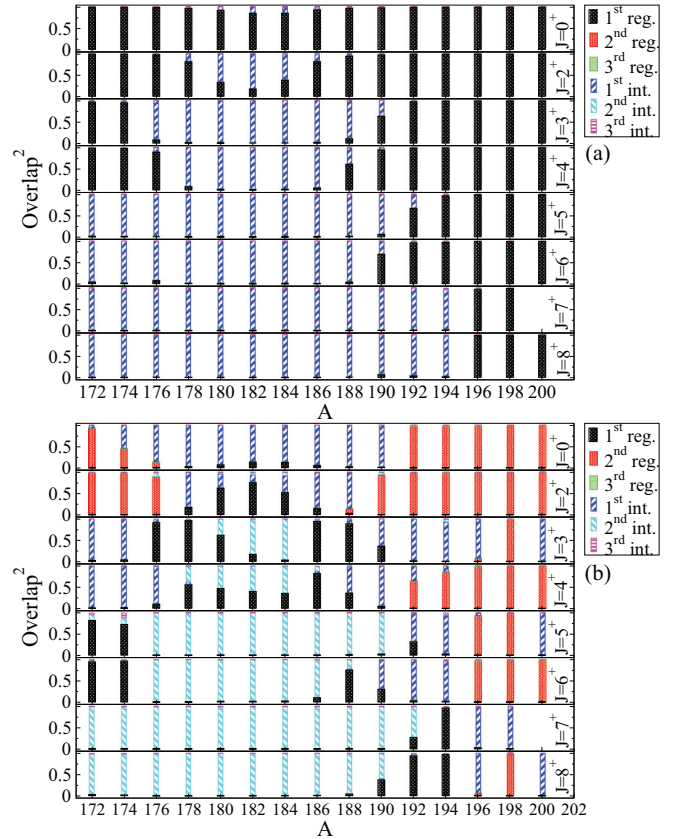 1st reg.
2nd reg.
3rd reg.
1st int.
2nd int.
3rd int.
(a)
Overlap2
0.5 J=0+
0
0.5 J=2+
0
0.5 J=3+
0
0.5 J=4+
0
0.5 J=5+
0
0.5 J=6+
0
0.5 J=7+
0
0.5 J=8+
172 174 176 178 180 182 184 186 188 190 192 194 196 198 200
A
1st reg.
2nd reg.
3rd reg.
1st int.
2nd int.
3rd int.
(b)
Overlap2
0.5 J=0+
0
0.5 J=2+
0
0.5 J=3+
0
0.5 J=4+
0
0.5 J=5+
0
0.5 J=6+
0
0.5 J=7+
0
0.5 J=8+
172 174 176 178 180 182 184 186 188 190 192 194 196 198 200 202
A